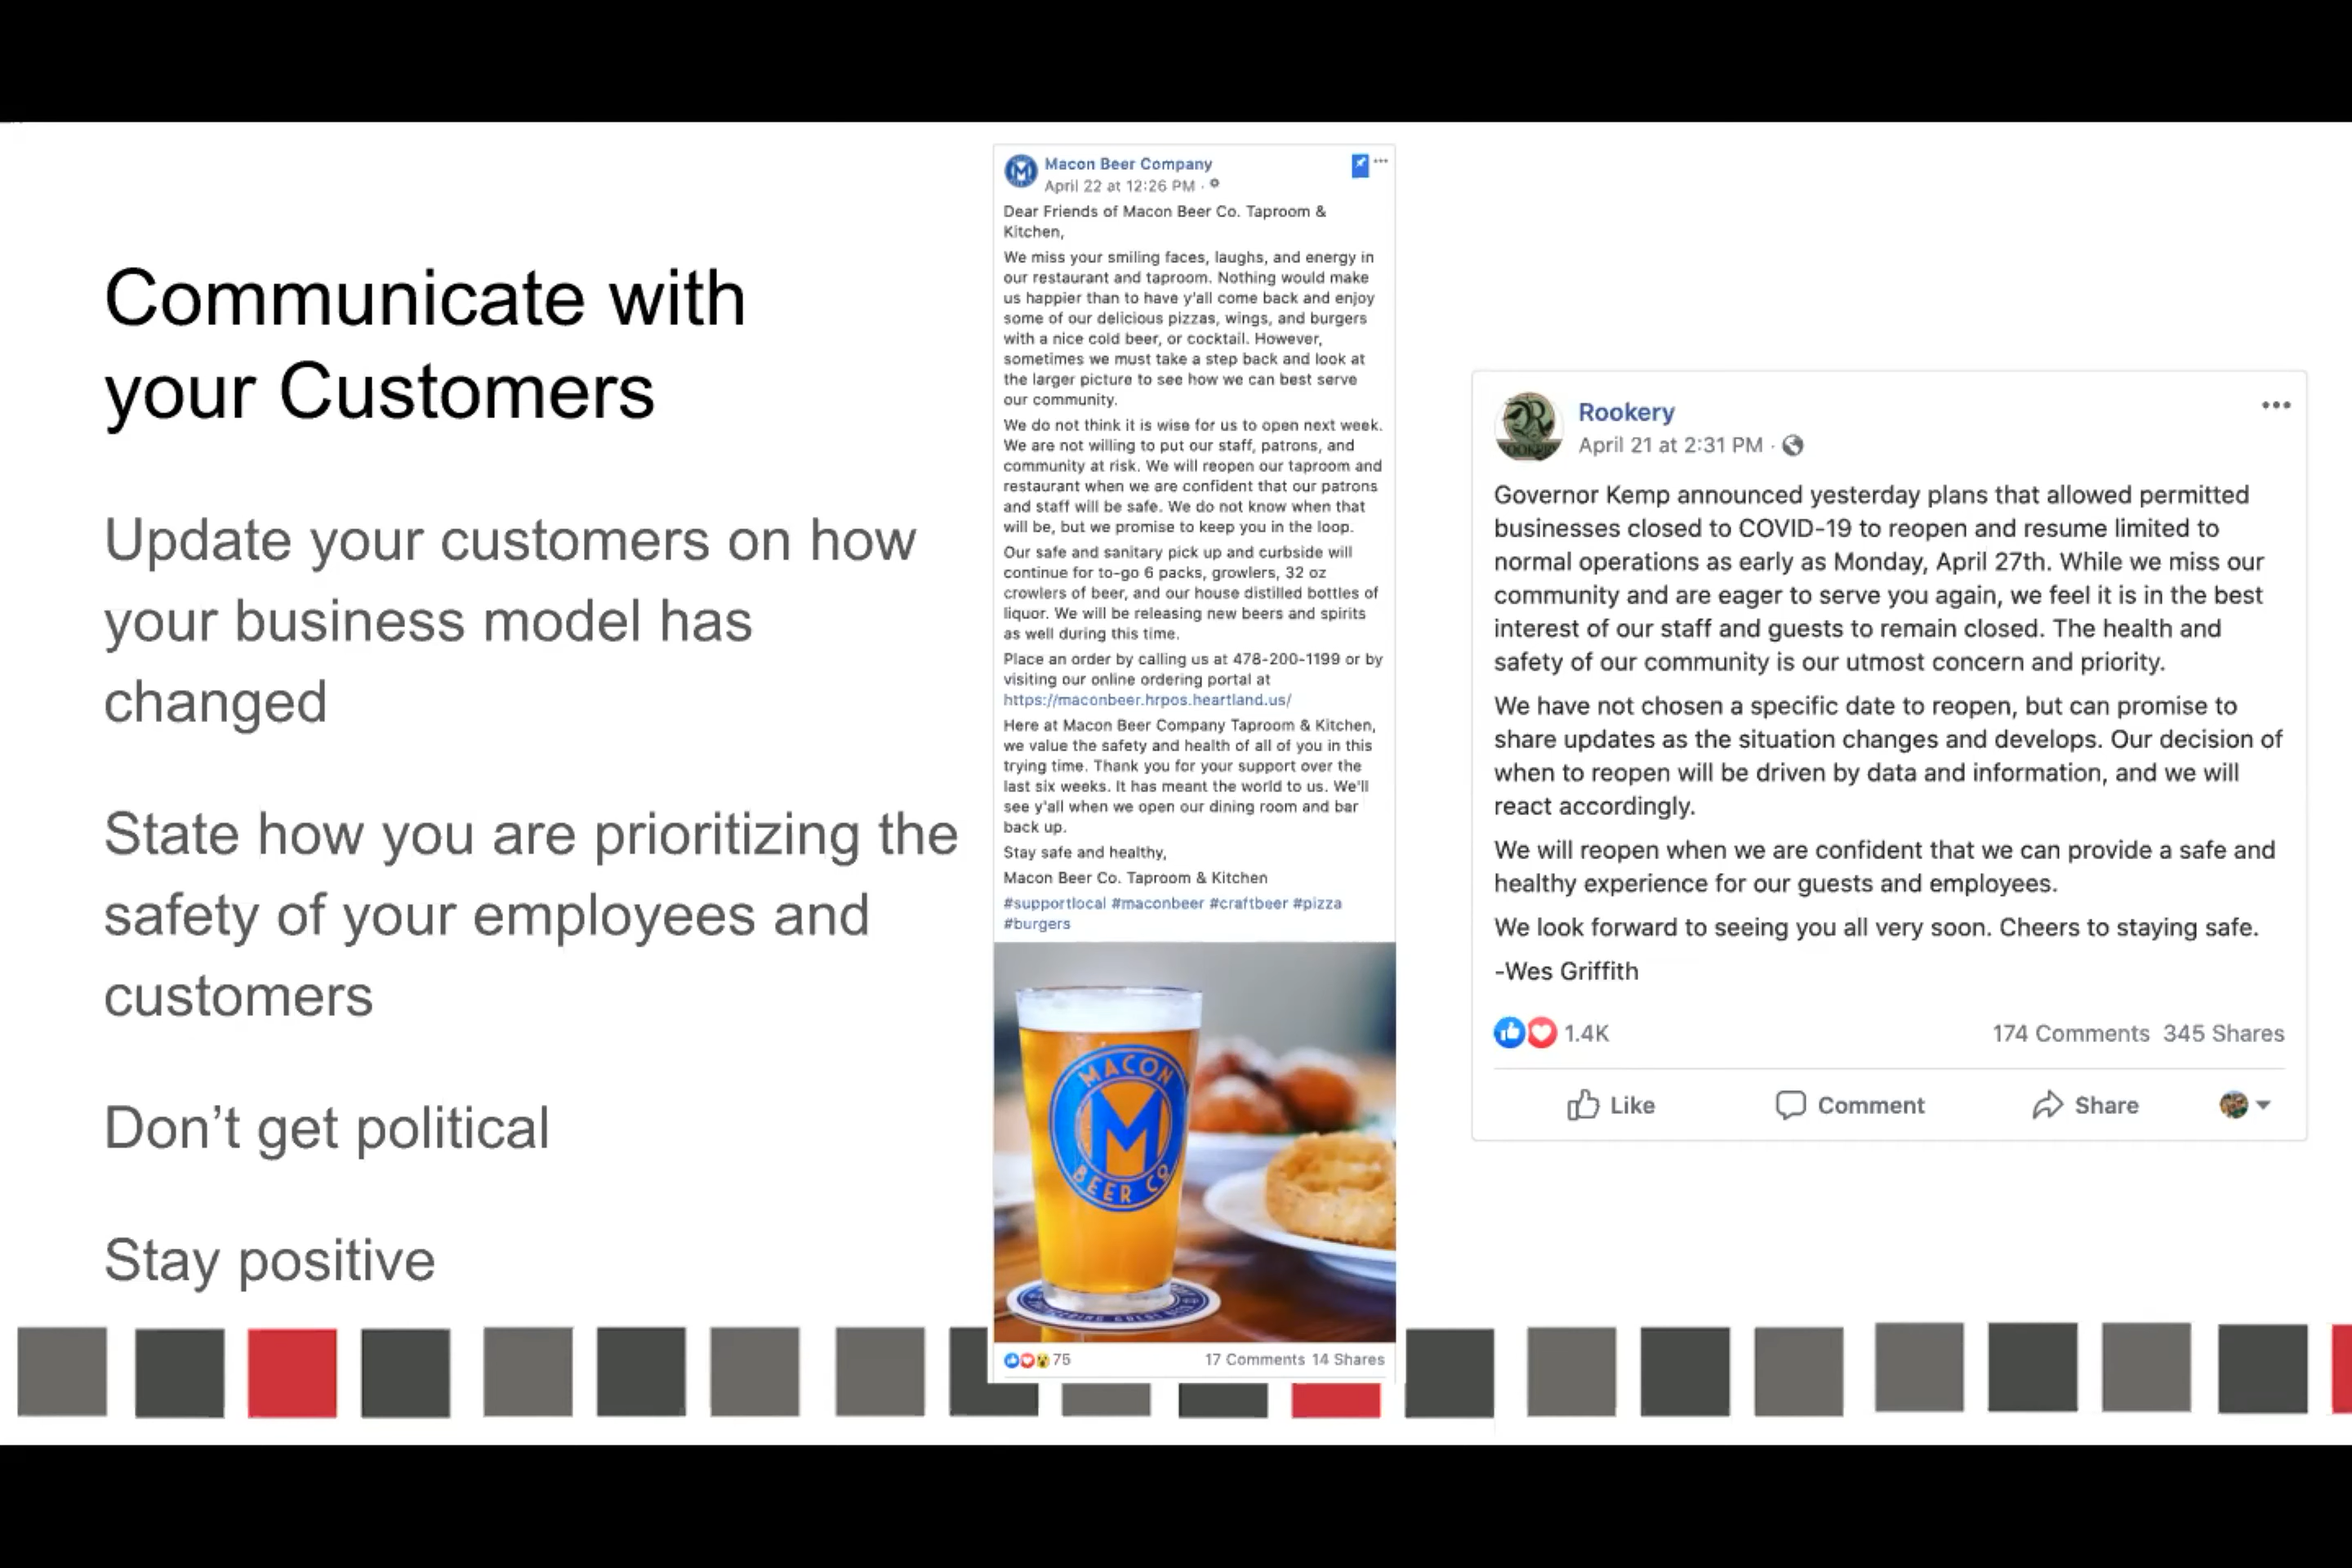 Communicate with
your Customers
Update your customers on how
your business model has
changed
State how you are prioritizing the
safety of your employees and
customers
Don't get political
Stay positive
Macon Beer Company
April 22 at 12:26 PM ·
Dear Friends of Macon Beer Co. Taproom &
Kitchen,
We miss your smiling faces, laughs, and energy in
our restaurant and taproom. Nothing would make
us happier than to have y'all come back and enjoy
some of our delicious pizzas, wings, and burgers
with a nice cold beer, or cocktail. However,
sometimes we must take a step back and look at
the larger picture to see how we can best serve
our community.
We do not think it is wise for us to open next week.
We are not willing to put our staff, patrons, and
community at risk. We will reopen our taproom and
restaurant when we are confident that our patrons
and staff will be safe. We do not know when that
will be, but we promise to keep you in the loop.
Our safe and sanitary pick up and curbside will
continue for to-go 6 packs, growlers, 32 oz
crowlers of beer, and our house distilled bottles of
liquor. We will be releasing new beers and spirits
as well during this time.
Place an order by calling us at 478-200-1199 or by
visiting our online ordering portal at
https://maconbeer.hrpos.heartland.us/
Here at Macon Beer Company Taproom & Kitchen,
we value the safety and health of all of you in this
trying time. Thank you for your support over the
last six weeks. It has meant the world to us. We'll
see y'all when we open our dining room and bar
back up.
Stay safe and healthy,
Macon Beer Co. Taproom & Kitchen
#supportlocal #maconbeer #craftbeer #pizza
#burgers
MACON
M
BEER CO
75
17 Comments 14 Shares
Rookery
April 21 at 2:31 PM ·
Governor Kemp announced yesterday plans that allowed permitted
businesses closed to COVID-19 to reopen and resume limited to
normal operations as early as Monday, April 27th. While we miss our
community and are eager to serve you again, we feel it is in the best
interest of our staff and guests to remain closed. The health and
safety of our community is our utmost concern and priority.
We have not chosen a specific date to reopen, but can promise to
share updates as the situation changes and develops. Our decision of
when to reopen will be driven by data and information, and we will
react accordingly.
We will reopen when we are confident that we can provide a safe and
healthy experience for our guests and employees.
We look forward to seeing you all very soon. Cheers to staying safe.
-Wes Griffith
1.4K
174 Comments 345 Shares
Like
Comment
Share